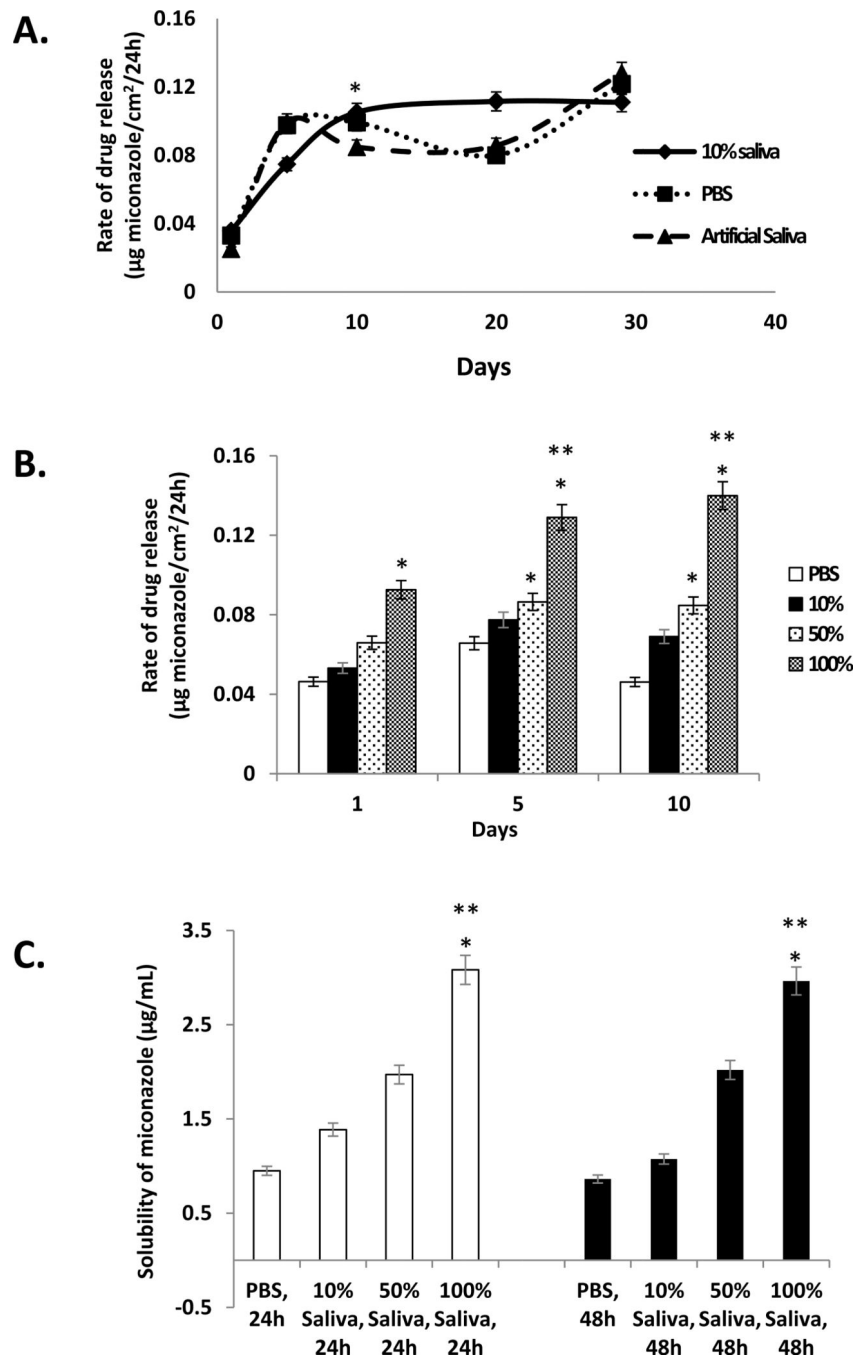 A.
Rate of drug release
(µg miconazole/cm²/24h)
0.16
0.12
0.08
0.04
0
*
10% saliva
PBS
Artificial Saliva
0
10
20
30
40
Days
B.
Rate of drug release
(µg miconazole/cm²/24h)
0.16
0.12
0.08
0.04
0
*
**
*
*
**
*
*
PBS
10%
50%
100%
1
5
10
Days
C.
Solubility of miconazole (µg/mL)
3.5
2.5
1.5
0.5
-0.5
**
*
**
*
PBS,
24h
10%
Saliva,
24h
50%
Saliva,
24h
100%
Saliva,
24h
PBS,
48h
10%
Saliva,
48h
50%
Saliva,
48h
100%
Saliva,
48h